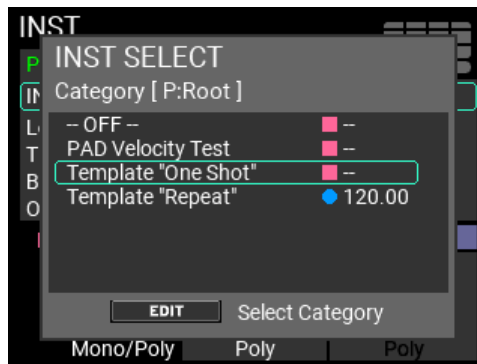 INST
INST SELECT
P
Category [ P:Root ]
-- OFF -- --
PAD Velocity Test --
Template "One Shot" --
Template "Repeat" 120.00
T
B
EDIT Select Category
Mono/Poly Poly Poly